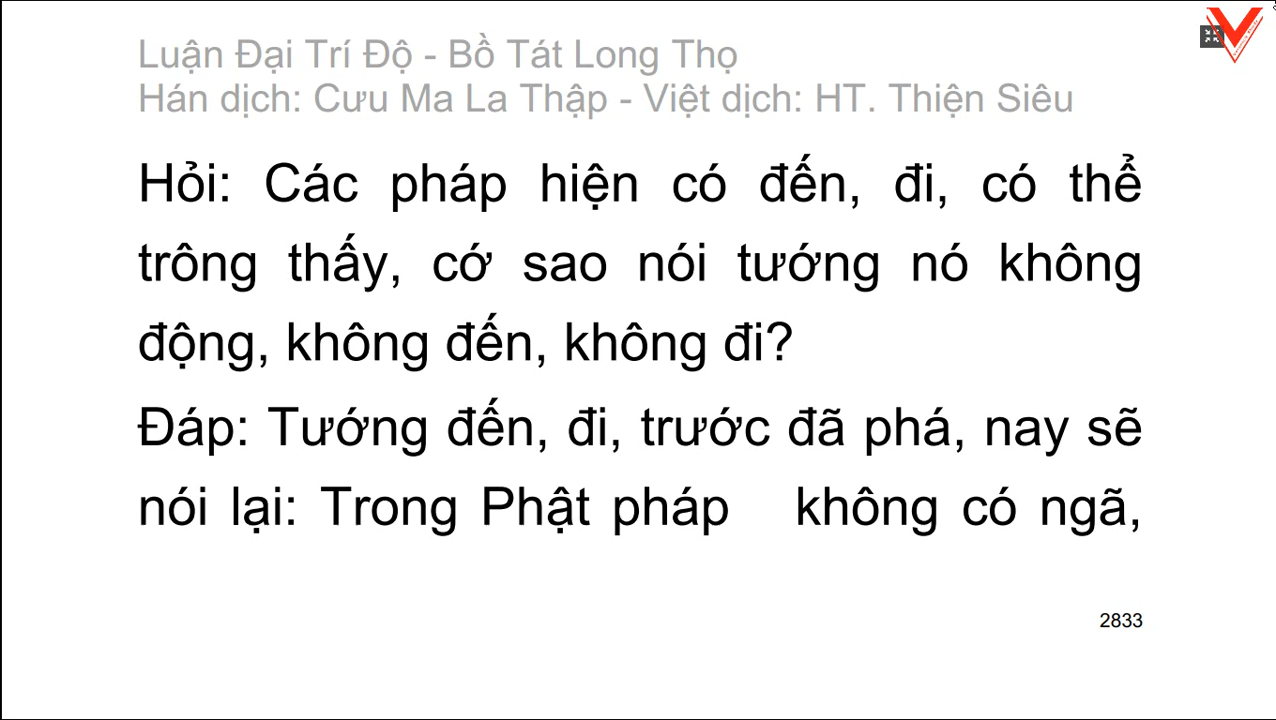 Luận Đại Trí Độ - Bồ Tát Long Thọ
Hán dịch: Cưu Ma La Thập - Việt dịch: HT. Thiện Siêu
Hỏi: Các pháp hiện có đến, đi, có thể
trông thấy, cớ sao nói tướng nó không
động, không đến, không đi?
Đáp: Tướng đến, đi, trước đã phá, nay sẽ
nói lại: Trong Phật pháp không có ngã,
2833